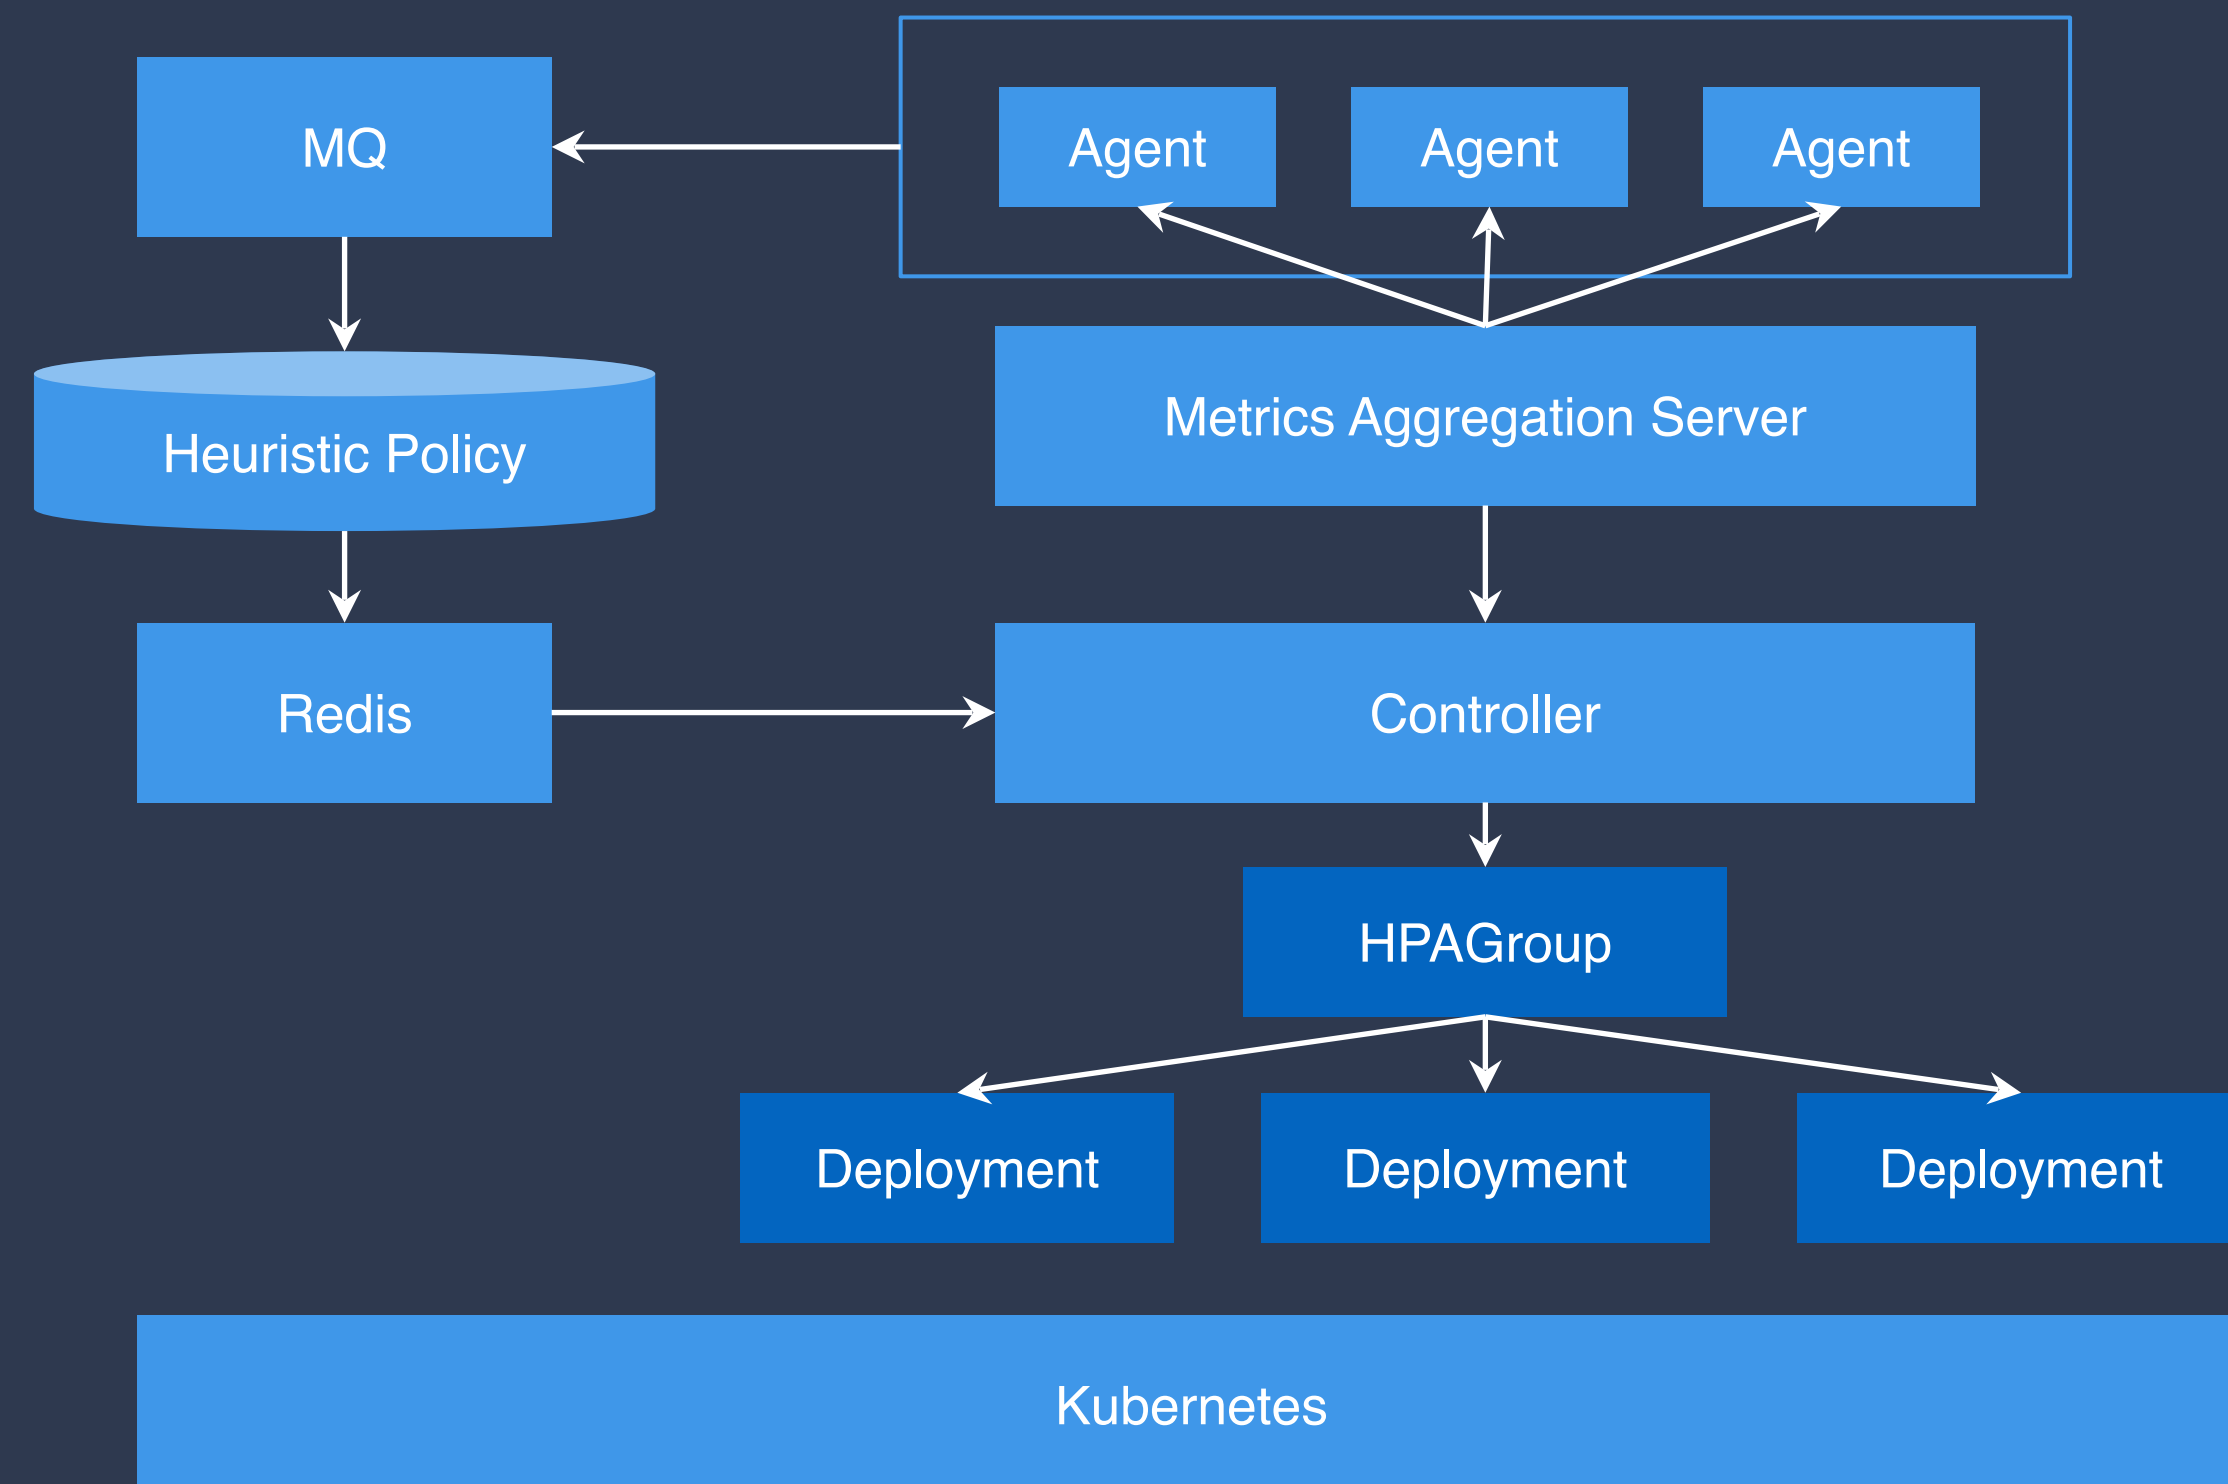 MQ
Agent
Agent
Agent
Metrics Aggregation Server
Heuristic Policy
Redis
Controller
HPAGroup
Deployment
Deployment
Deployment
Kubernetes